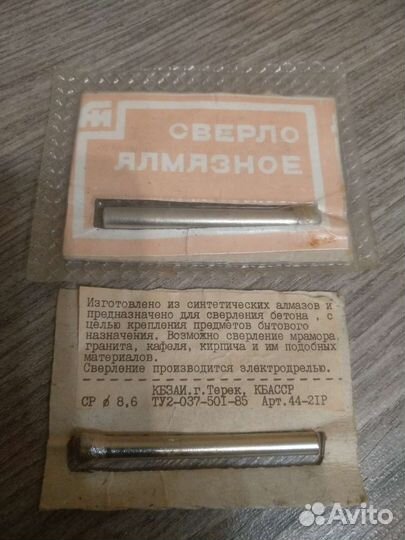 СВЕРЛО
АЛМАЗНОЕ
Изготовлено из синтетических алмазов и
предназначено для сверления бетона , с
целью крепления предметов бытового
назначения. Возможно сверление мрамора,
гранита, кафеля, кирпича и им подобных
материалов.
Сверление производится электродрелью.
КБЗАИ, г.Терек, КБАССР
СР ø 8,6 ТУ2-037-501-85 Арт.44-21Р
Avito